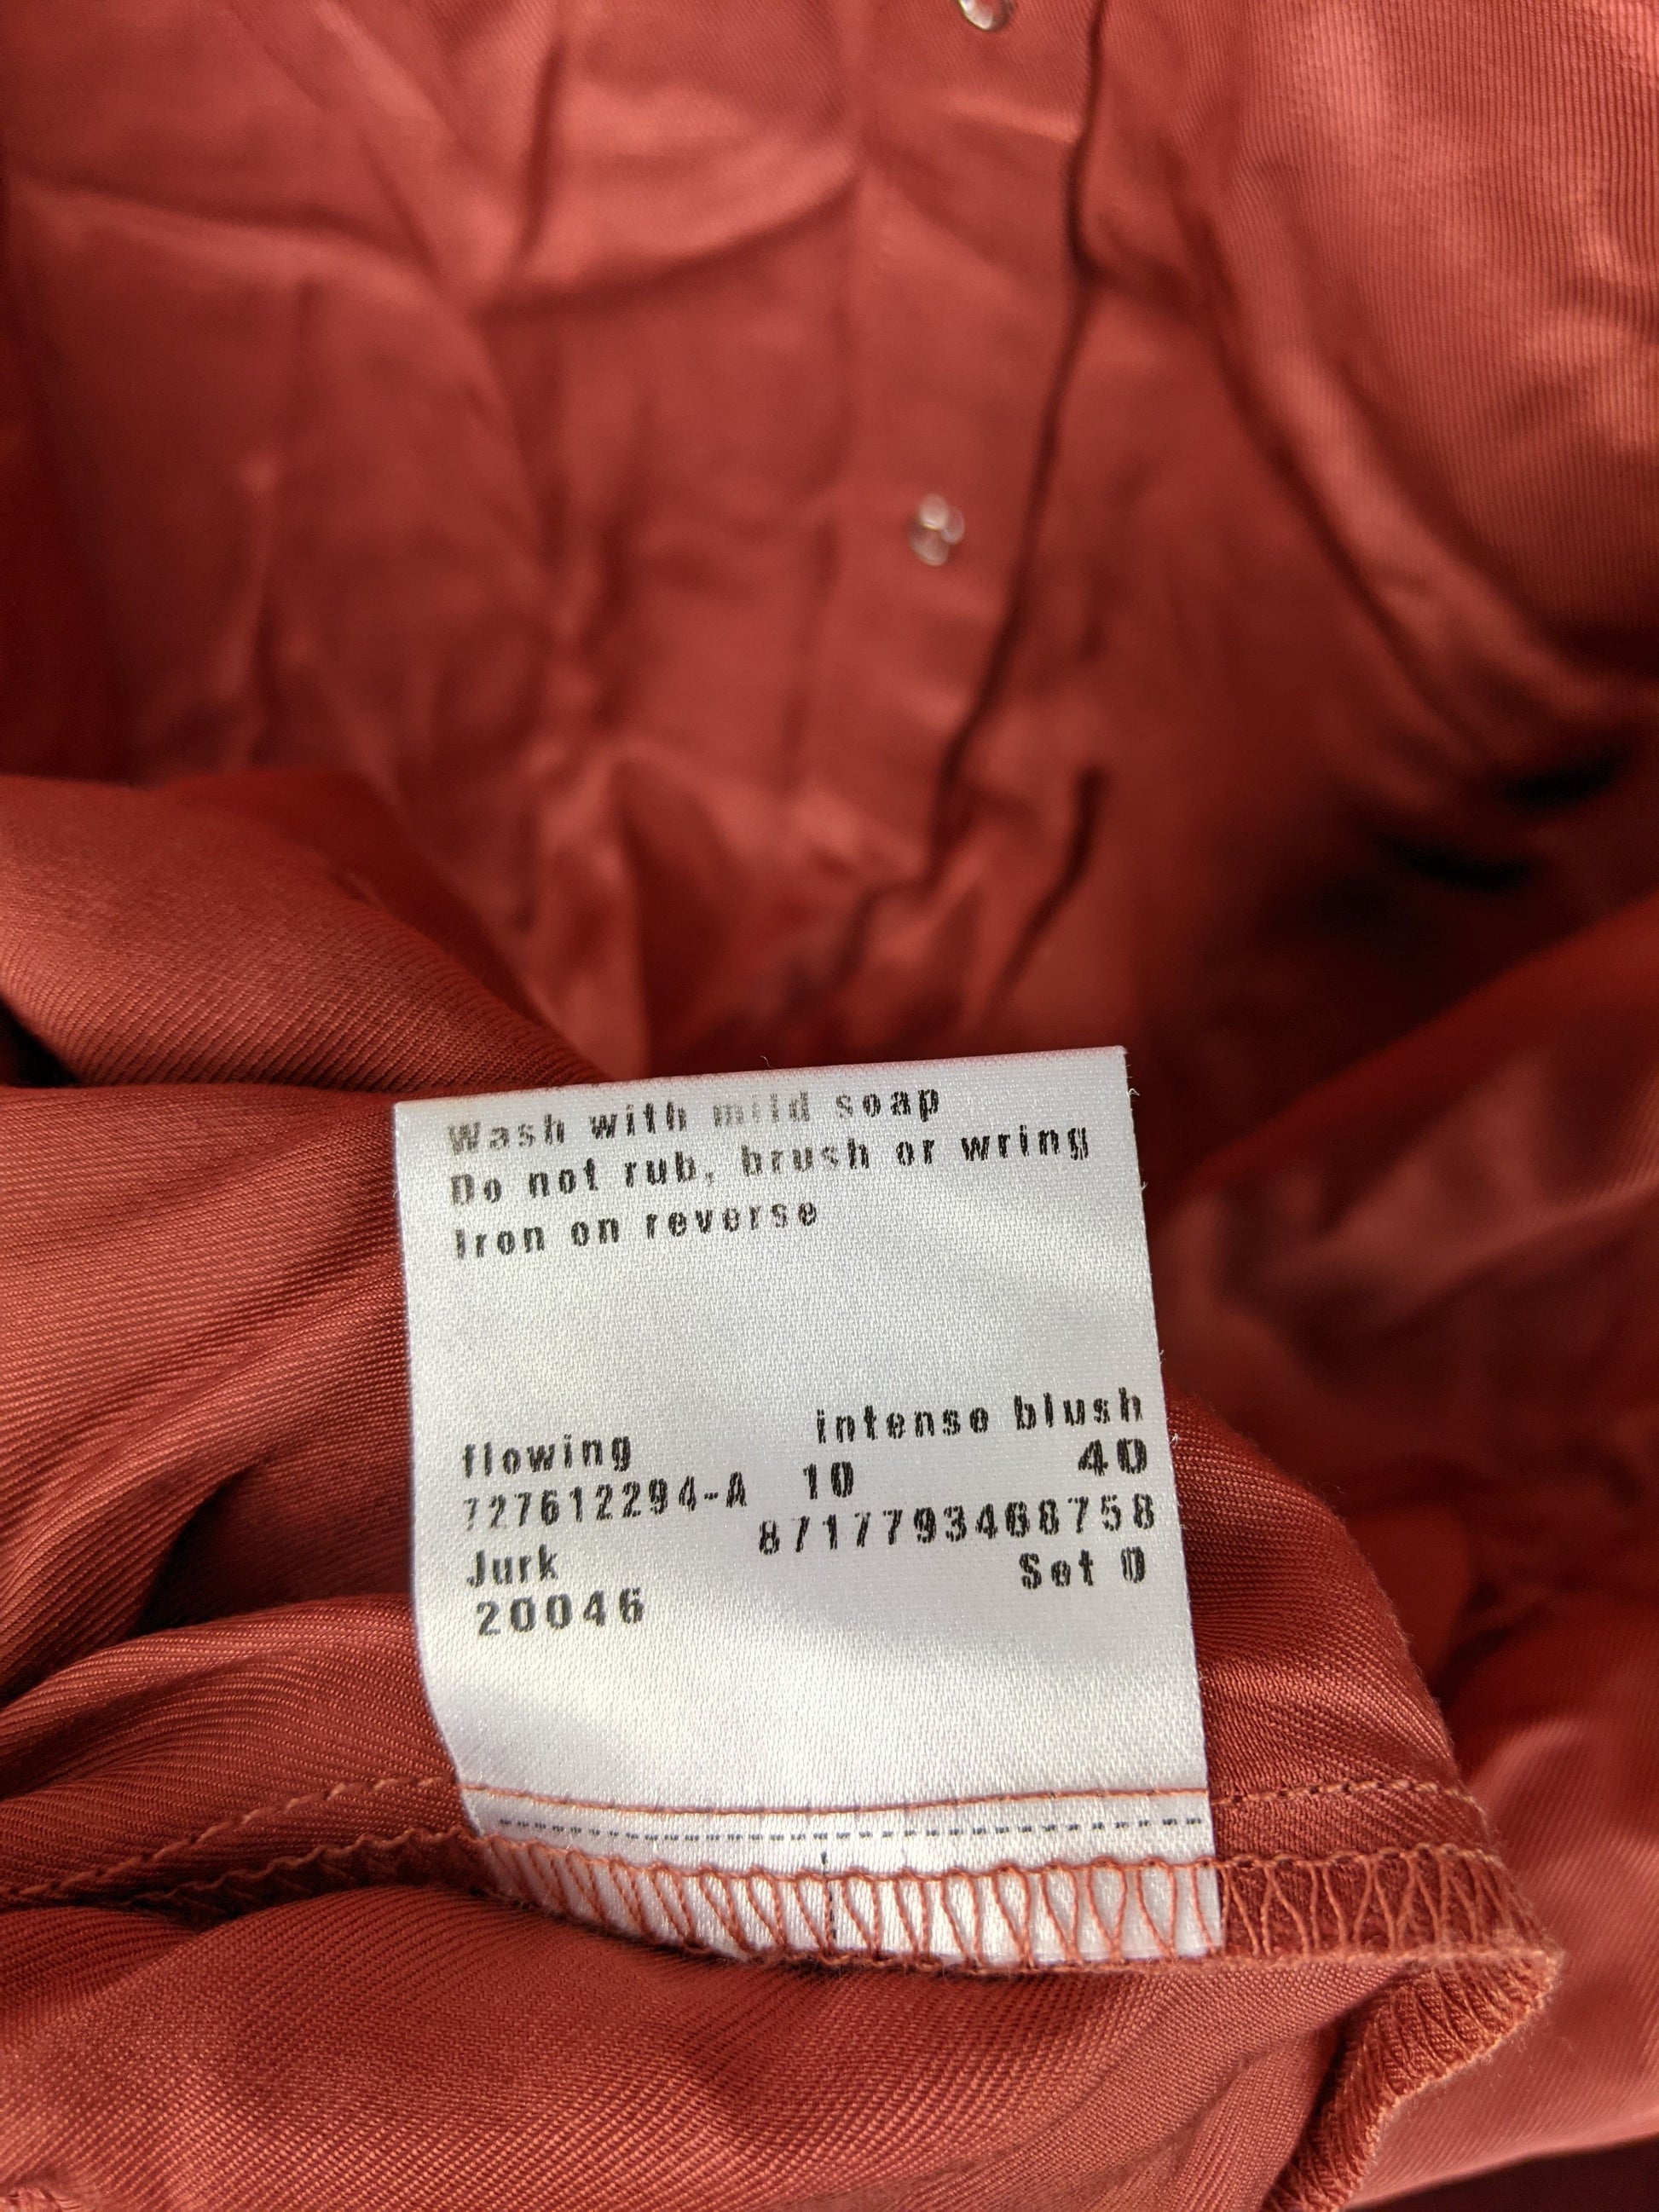 Wash with mild soap
Do not rub, brush or wring
Iron on reverse
flowing intense blush
727612294-A 10 40
8717793468758
Jurk Set 0
20046